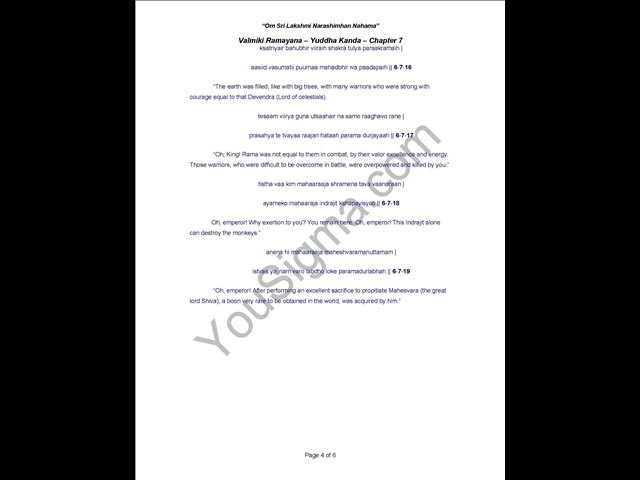 “Om Sri Lakshmi Narashimhan Nahama”
Valmiki Ramayana – Yuddha Kanda – Chapter 7
ksatriyair bahubhir viiraih shakra tulya paraakramaih |
aasiid vasumatii puurnaa mahadbhir iva paadapaih || 6-7-16
“The earth was filled, like with big trees, with many warriors who were strong with
courage equal to that Devendra (Lord of celestials).
tesaam viirya guna utsaahair na samo raaghavo rane |
prasahya te tvayaa raajan hataah parama durjayaah || 6-7-17
“Oh, King! Rama was not equal to them in combat, by their valor excellence and energy.
Those warriors, who were difficult to be overcome in battle, were overpowered and killed by you.”
tistha vaa kim mahaaraaja shramena tava vaanaraan |
ayameko mahaaraja indrajit kshapayisyati || 6-7-18
Oh, emperor! Why exertion to you? You remain here. Oh, emperor! This Indrajit alone
can destroy the monkeys.”
anena hi mahaaraaja maheshvaramanuttamam |
istvaa yajnam varo labdho loke paramadurlabhah || 6-7-19
“Oh, emperor! After performing an excellent sacrifice to propitiate Mahesvara (the great
lord Shiva), a boon very rare to be obtained in the world, was acquired by him.”
YouSigma.com
Page 4 of 6